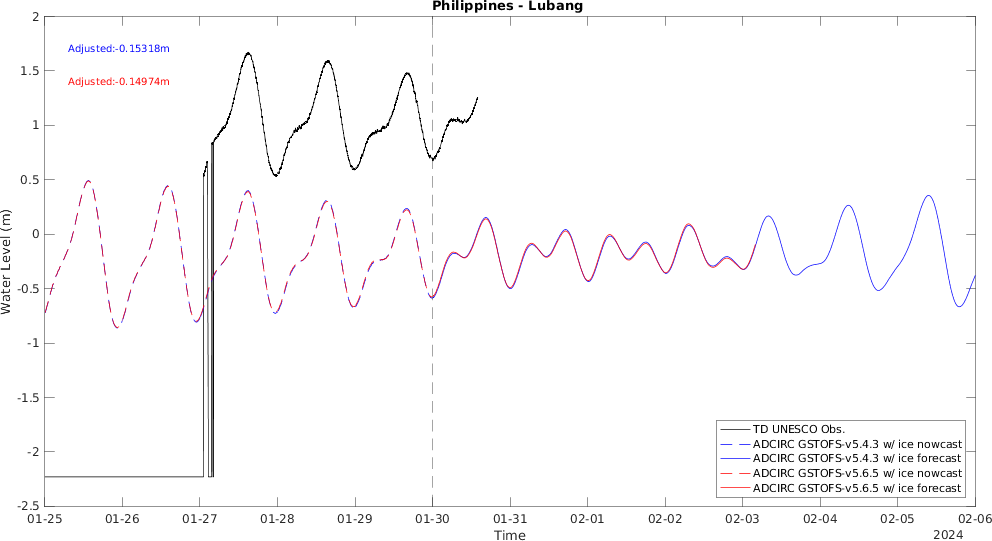 Philippines - Lubang
Adjusted:-0.15318m
Adjusted:-0.14974m
Water Level (m)
2
1.5
1
0.5
0
-0.5
-1
-1.5
-2
-2.5
TD UNESCO Obs.
ADCIRC GSTOFS-v5.4.3 w/ ice nowcast
ADCIRC GSTOFS-v5.4.3 w/ ice forecast
ADCIRC GSTOFS-v5.6.5 w/ ice nowcast
ADCIRC GSTOFS-v5.6.5 w/ ice forecast
01-25 01-26 01-27 01-28 01-29 01-30 01-31 02-01 02-02 02-03 02-04 02-05 02-06
Time
2024